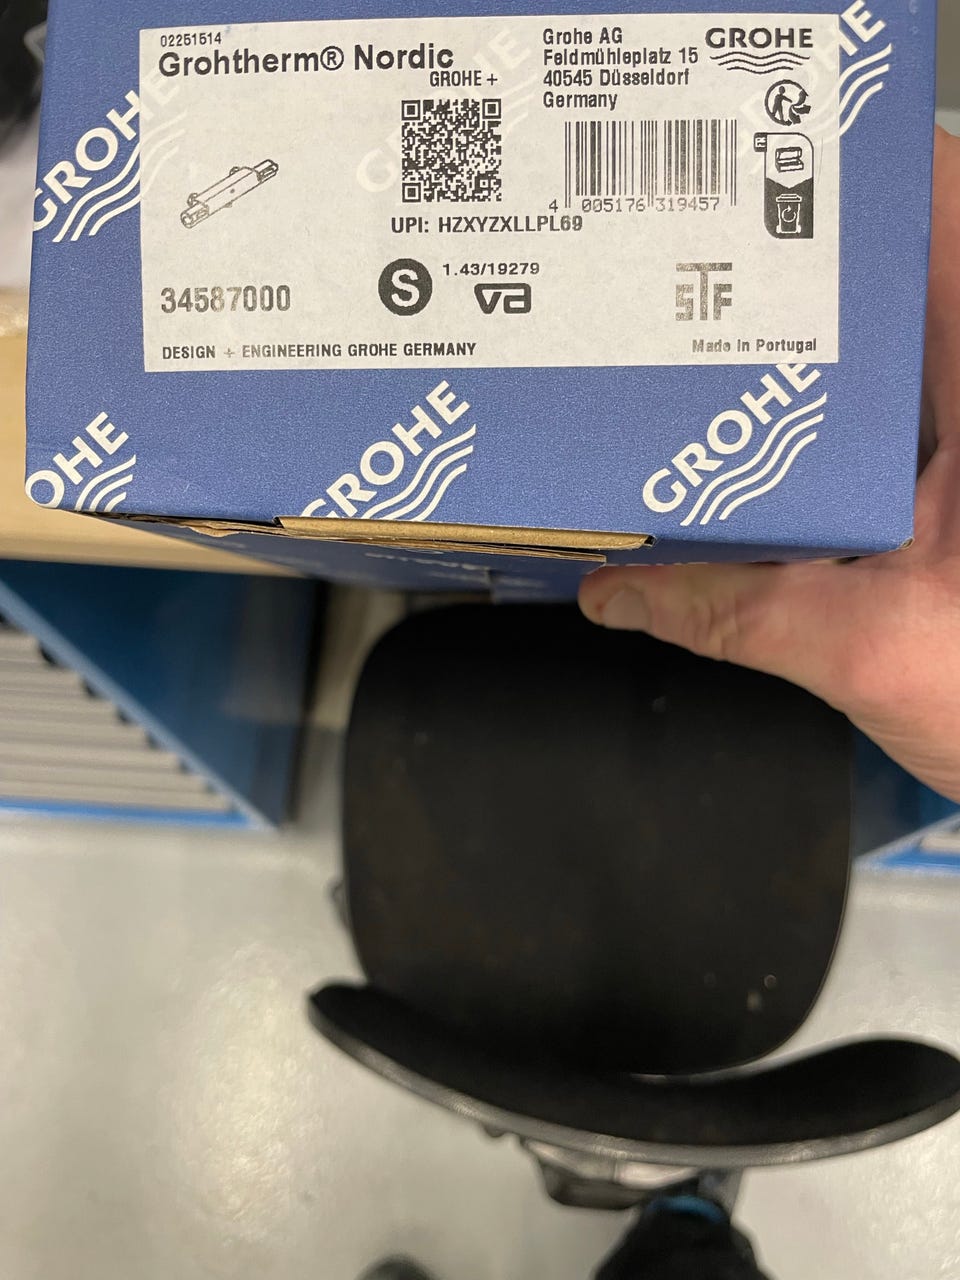 02251514
Grohtherm® Nordic
GROHE +
Grohe AG
Feldmühleplatz 15
40545 Düsseldorf
Germany
GROHE
4 005176 319457
UPI: HZXYZXLLPL69
34587000
S
1.43/19279
va
STF
DESIGN + ENGINEERING GROHE GERMANY
Made in Portugal
GROHE
GROHE
GROHE
GROHE
GROHE